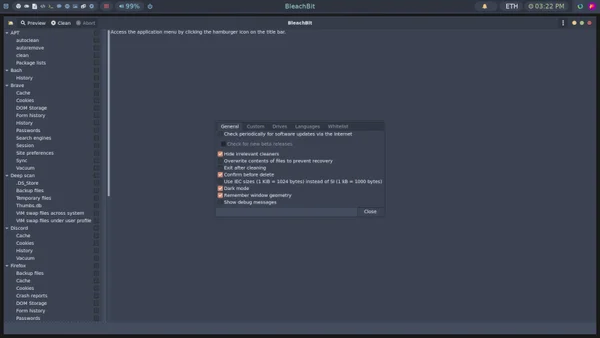 99%
BleachBit
ETH
03:22 PM
Preview
Clean
About
BleachBit
APT
autoclean
autoremove
clean
Package lists
Bash
History
Brave
Cache
Cookies
DOM Storage
Form history
History
Passwords
Search engines
Session
Site preferences
Sync
Vacuum
Deep scan
.DS_Store
Backup files
Temporary files
Thumbs.db
VIM swap files across system
VIM swap files under user profile
Discord
Cache
Cookies
History
Vacuum
Firefox
Backup files
Cache
Cookies
Crash reports
DOM Storage
Form history
Passwords
Access the application menu by clicking the hamburger icon on the title bar.
General Custom Drives Languages Whitelist
Check periodically for software updates via the Internet
Check for new beta releases
Hide irrelevant cleaners
Overwrite contents of files to prevent recovery
Exit after cleaning
Confirm before delete
Use IEC sizes (1 KiB = 1024 bytes) instead of SI (1 kB = 1000 bytes)
Dark mode
Remember window geometry
Show debug messages
Close